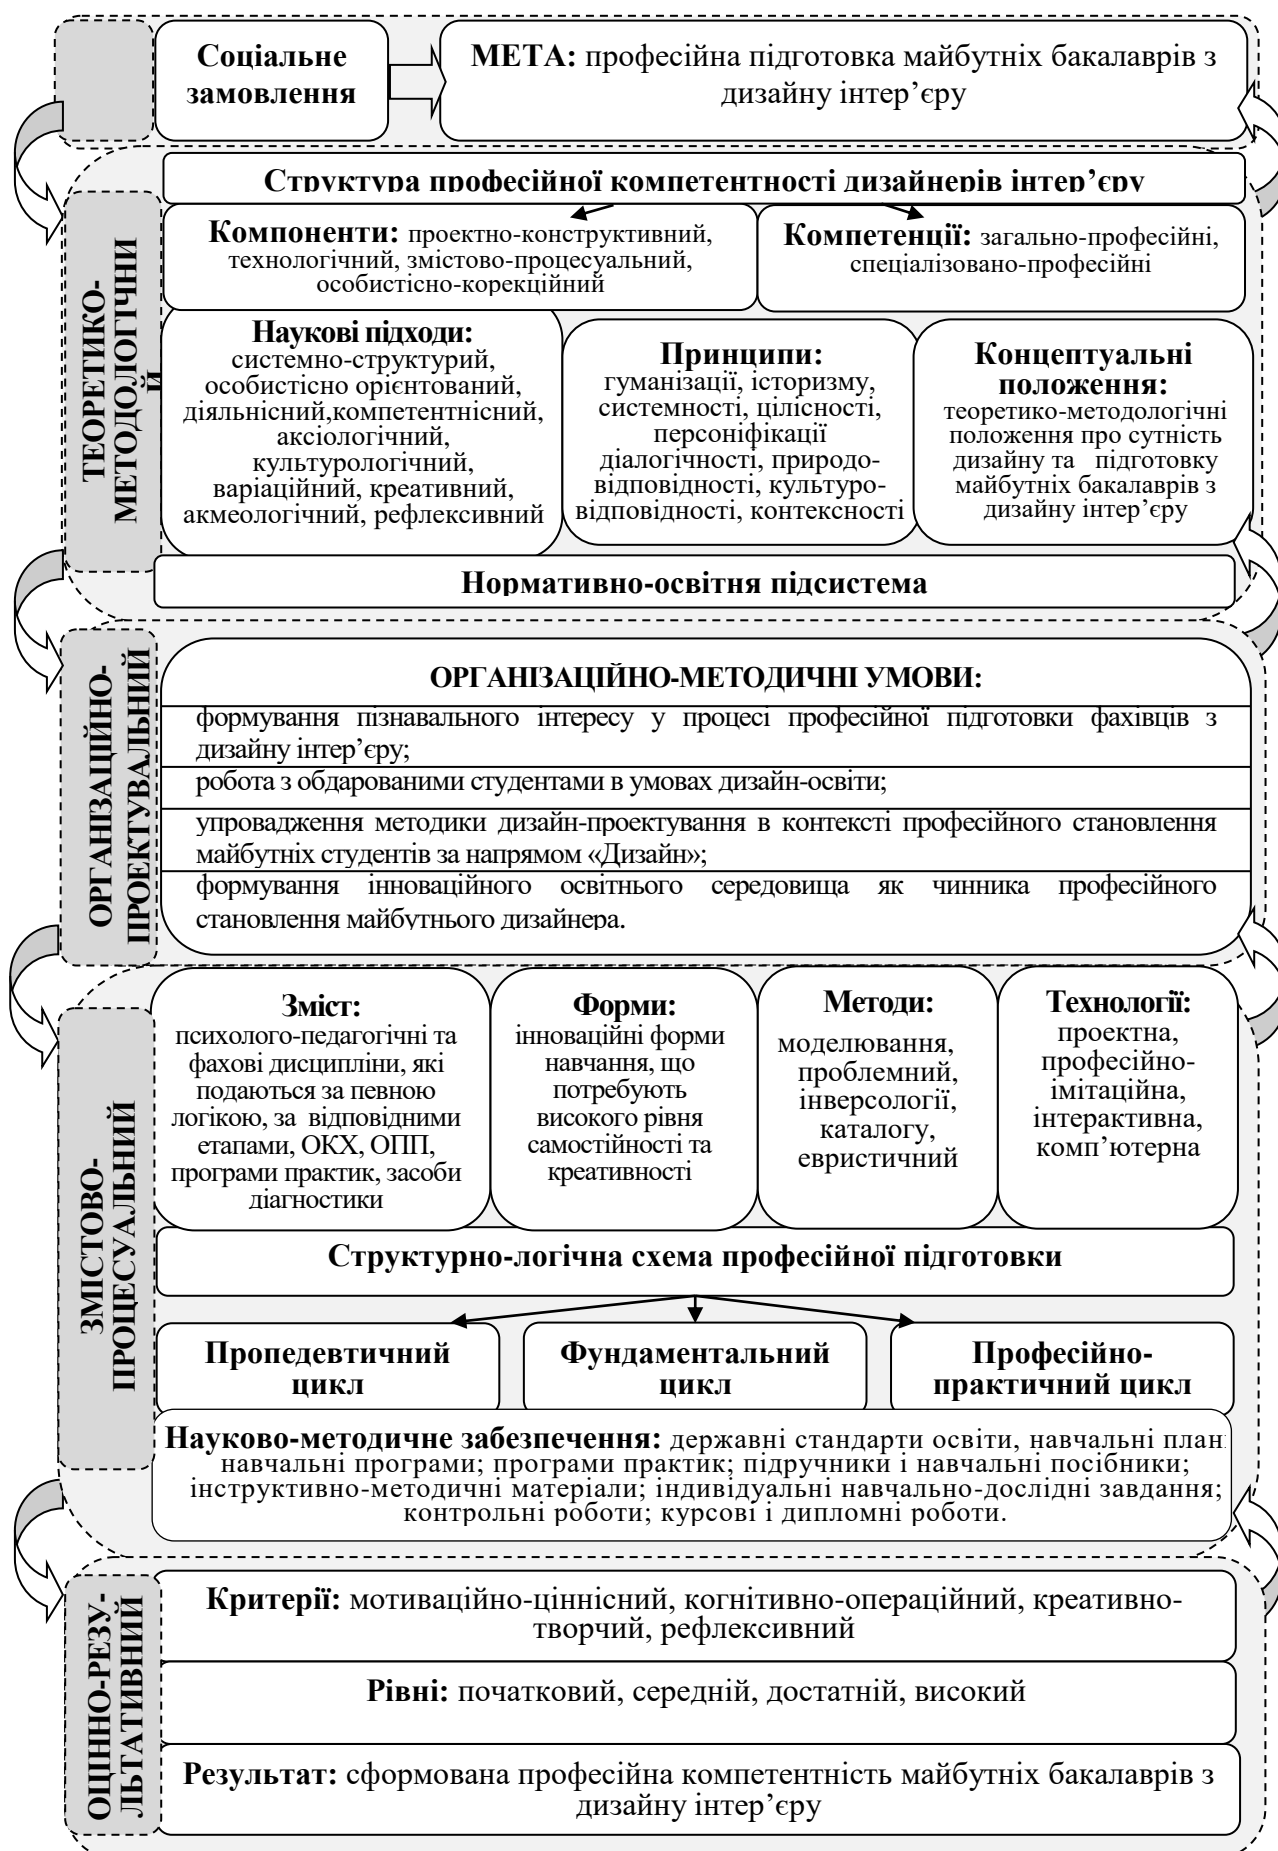 Соціальне
замовлення
МЕТА: професійна підготовка майбутніх бакалаврів з
дизайну інтер’єру
ТЕОРЕТИКО-
МЕТОДОЛОГІЧНИ
Й
Структура професійної компетентності дизайнерів інтер’єру
Компоненти: проектно-конструктивний,
технологічний, змістово-процесуальний,
особистісно-корекційний
Компетенції: загально-професійні,
спеціалізовано-професійні
Наукові підходи:
системно-структурий,
особистісно орієнтований,
діяльнісний,компетентнісний,
аксіологічний,
культурологічний,
варіаційний, креативний,
акмеологічний, рефлексивний
Принципи:
гуманізації, історизму,
системності, цілісності,
персоніфікації
діалогічності, природо-
відповідності, культуро-
відповідності, контексності
Концептуальні
положення:
теоретико-методологічні
положення про сутність
дизайну та підготовку
майбутніх бакалаврів з
дизайну інтер’єру
Нормативно-освітня підсистема
ОРГАНІЗАЦІЙНО-
ПРОЕКТУВАЛЬНИЙ
ОРГАНІЗАЦІЙНО-МЕТОДИЧНІ УМОВИ:
формування пізнавального інтересу у процесі професійної підготовки фахівців з
дизайну інтер’єру;
робота з обдарованими студентами в умовах дизайн-освіти;
упровадження методики дизайн-проектування в контексті професійного становлення
майбутніх студентів за напрямом «Дизайн»;
формування інноваційного освітнього середовища як чинника професійного
становлення майбутнього дизайнера.
ЗМІСТОВО-
ПРОЦЕСУАЛЬНИЙ
Зміст:
психолого-педагогічні та
фахові дисципліни, які
подаються за певною
логікою, за відповідними
етапами, ОКХ, ОПП,
програми практик, засоби
діагностики
Форми:
інноваційні форми
навчання, що
потребують
високого рівня
самостійності та
креативності
Методи:
моделювання,
проблемний,
інверсології,
каталогу,
евристичний
Технології:
проектна,
професійно-
імітаційна,
інтерактивна,
комп’ютерна
Структурно-логічна схема професійної підготовки
Пропедевтичний
цикл
Фундаментальний
цикл
Професійно-
практичний цикл
Науково-методичне забезпечення: державні стандарти освіти, навчальні план
навчальні програми; програми практик; підручники і навчальні посібники;
інструктивно-методичні матеріали; індивідуальні навчально-дослідні завдання;
контрольні роботи; курсові і дипломні роботи.
ОЦІННО-РЕЗУ-
ЛЬТАТИВНИЙ
Критерії: мотиваційно-ціннісний, когнітивно-операційний, креативно-
творчий, рефлексивний
Рівні: початковий, середній, достатній, високий
Результат: сформована професійна компетентність майбутніх бакалаврів з
дизайну інтер’єру